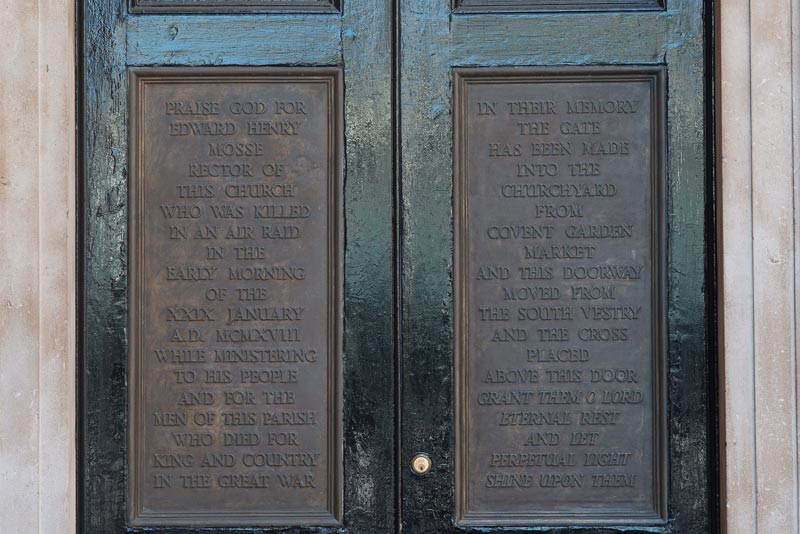 PRAISE GOD FOR
EDWARD HENRY
MOSSE
RECTOR OF
THIS CHURCH
WHO WAS KILLED
IN AN AIR RAID
IN THE
EARLY MORNING
OF THE
XXIX JANUARY
A.D. MCMXVIII
WHILE MINISTERING
TO HIS PEOPLE
AND FOR THE
MEN OF THIS PARISH
WHO DIED FOR
KING AND COUNTRY
IN THE GREAT WAR
IN THEIR MEMORY
THE GATE
HAS BEEN MADE
INTO THE
CHURCHYARD
FROM
COVENT GARDEN
MARKET
AND THIS DOORWAY
MOVED FROM
THE SOUTH VESTRY
AND THE CROSS
PLACED
ABOVE THIS DOOR
GRANT THEM O LORD
ETERNAL REST
AND LET
PERPETUAL LIGHT
SHINE UPON THEM